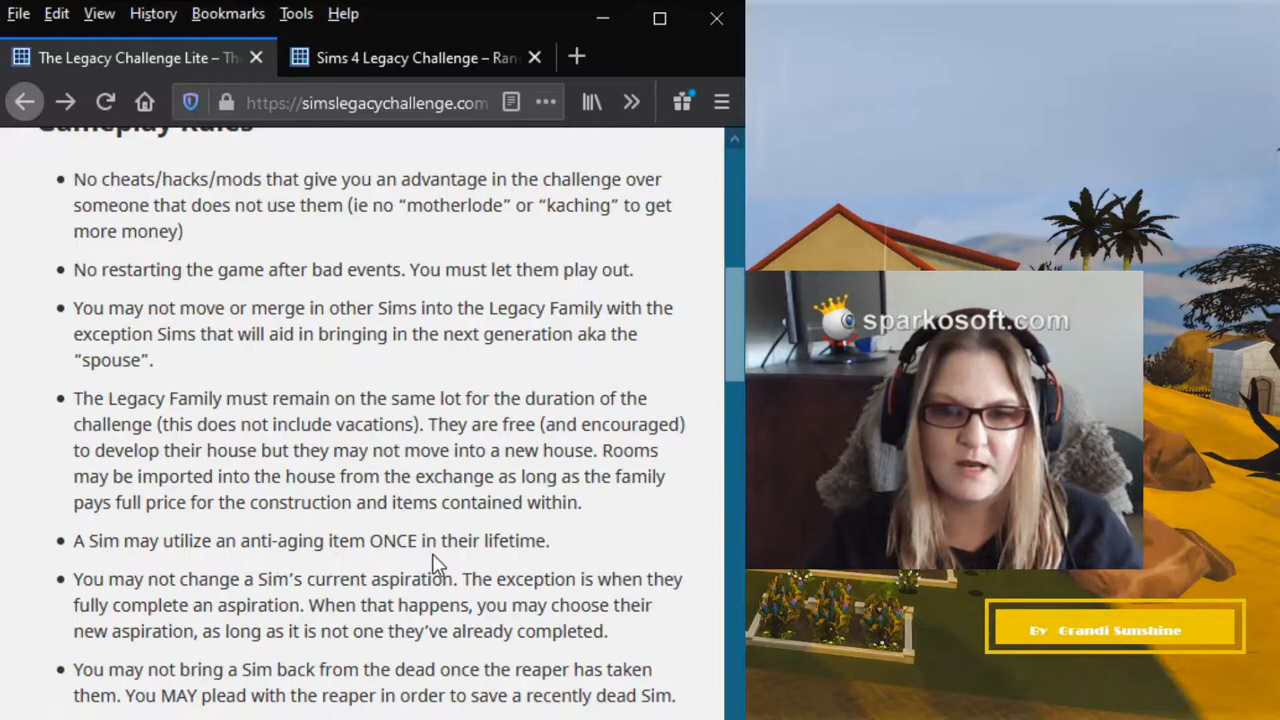 File Edit View History Bookmarks Tools Help
The Legacy Challenge Lite – Th
Sims 4 Legacy Challenge – Ran
https://simslegacychallenge.com
Gameplay Rules
• No cheats/hacks/mods that give you an advantage in the challenge over
someone that does not use them (ie no “motherlode” or “kaching” to get
more money)
• No restarting the game after bad events. You must let them play out.
• You may not move or merge in other Sims into the Legacy Family with the
exception Sims that will aid in bringing in the next generation aka the
“spouse”.
• The Legacy Family must remain on the same lot for the duration of the
challenge (this does not include vacations). They are free (and encouraged)
to develop their house but they may not move into a new house. Rooms
may be imported into the house from the exchange as long as the family
pays full price for the construction and items contained within.
• A Sim may utilize an anti-aging item ONCE in their lifetime.
• You may not change a Sim’s current aspiration. The exception is when they
fully complete an aspiration. When that happens, you may choose their
new aspiration, as long as it is not one they’ve already completed.
• You may not bring a Sim back from the dead once the reaper has taken
them. You MAY plead with the reaper in order to save a recently dead Sim.
sparkosoft.com
By Grandi Sunshine